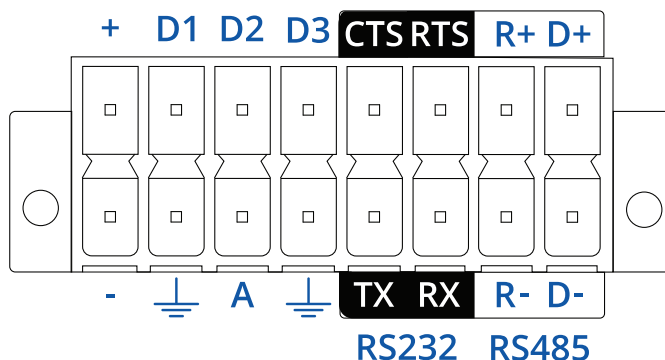 + D1 D2 D3 CTS RTS R+ D+
- A TX RX R- D-
RS232 RS485